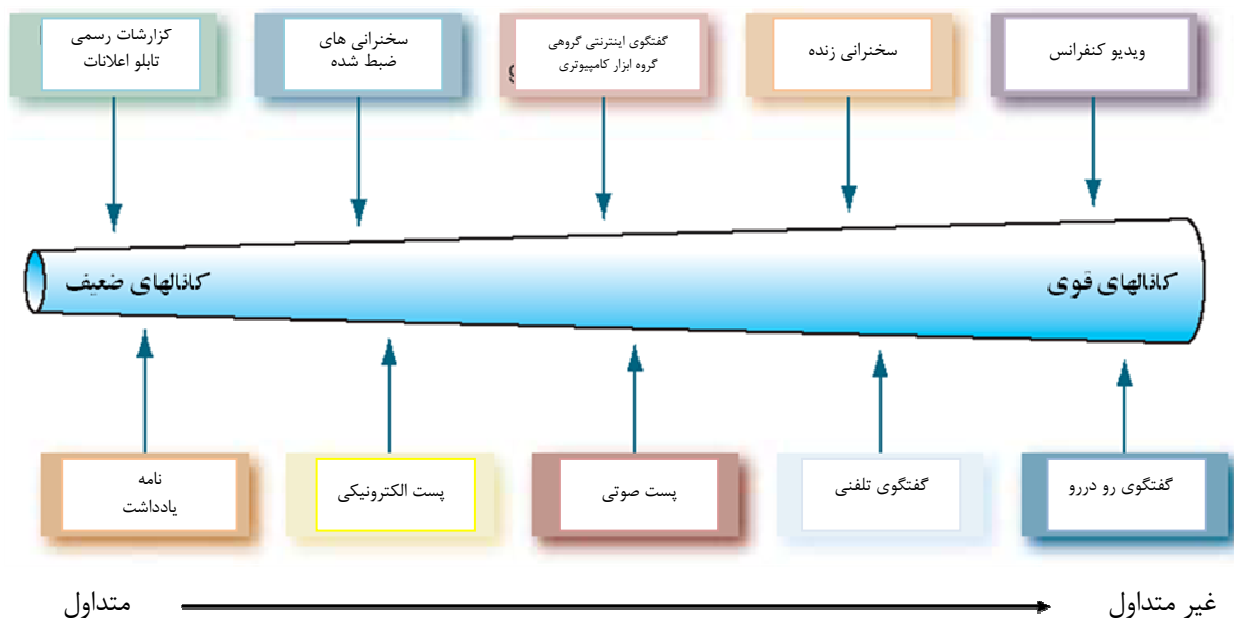 ویدیو کنفرانس
سخنرانی زنده
گفتگوی اینترنتی گروهی
گروه ابزار کامپیوتری
سخنرانی های
ضبط شده
کزارشات رسمی
تابلو اعلانات
کانالهای قوی
کانالهای ضعیف
گفتگوی رو دررو
گفتگوی تلفنی
پست صوتی
پست الکترونیکی
نامه
یادداشت
غیر متداول
متداول